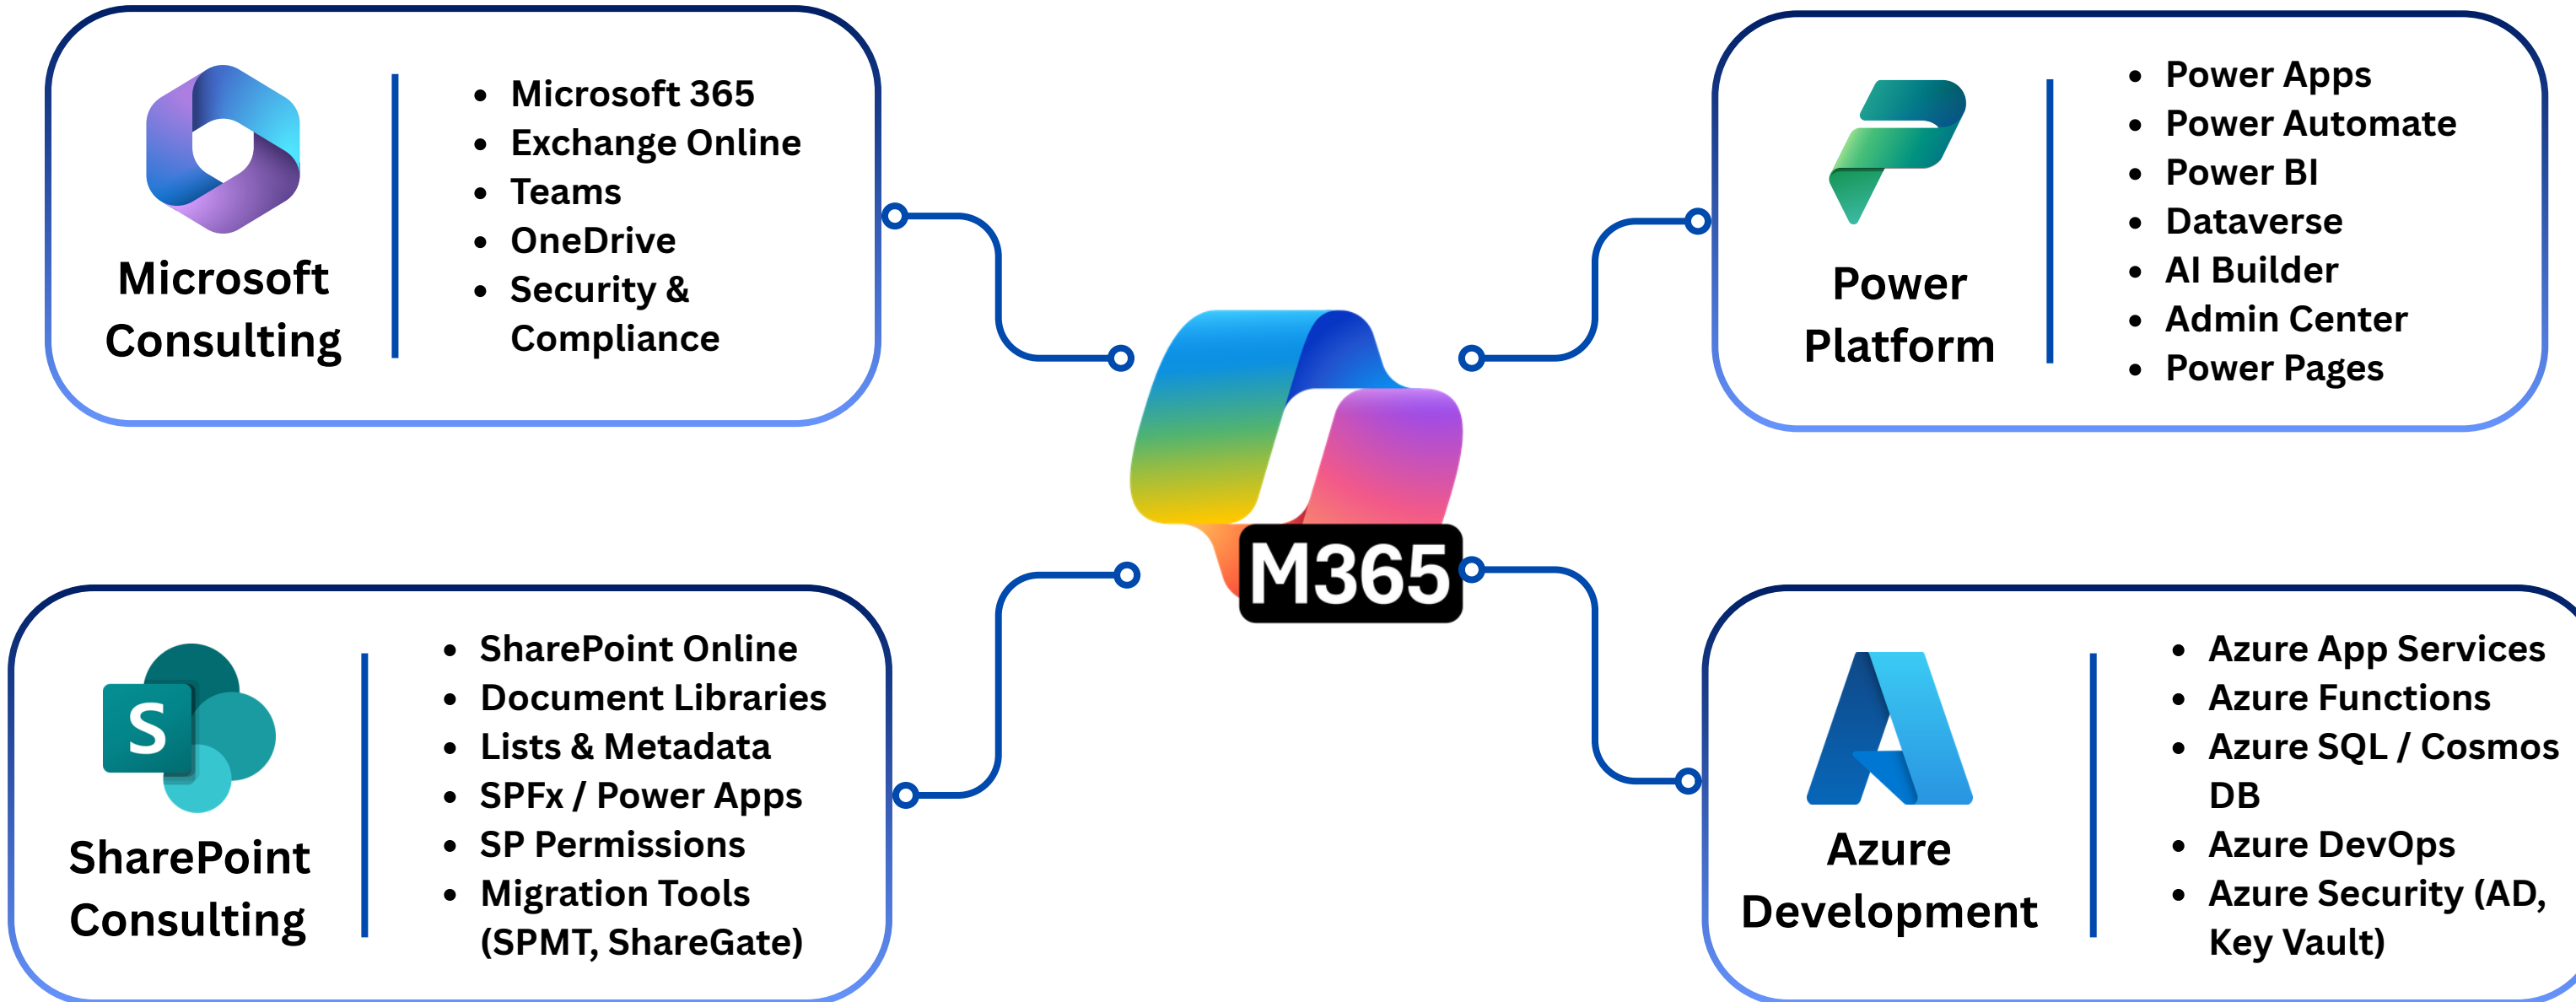 Microsoft
Consulting
• Microsoft 365
• Exchange Online
• Teams
• OneDrive
• Security &
Compliance
Power
Platform
• Power Apps
• Power Automate
• Power BI
• Dataverse
• AI Builder
• Admin Center
• Power Pages
M365
S
SharePoint
Consulting
• SharePoint Online
• Document Libraries
• Lists & Metadata
• SPFx / Power Apps
• SP Permissions
• Migration Tools
(SPMT, ShareGate)
Azure
Development
• Azure App Services
• Azure Functions
• Azure SQL / Cosmos
DB
• Azure DevOps
• Azure Security (AD,
Key Vault)